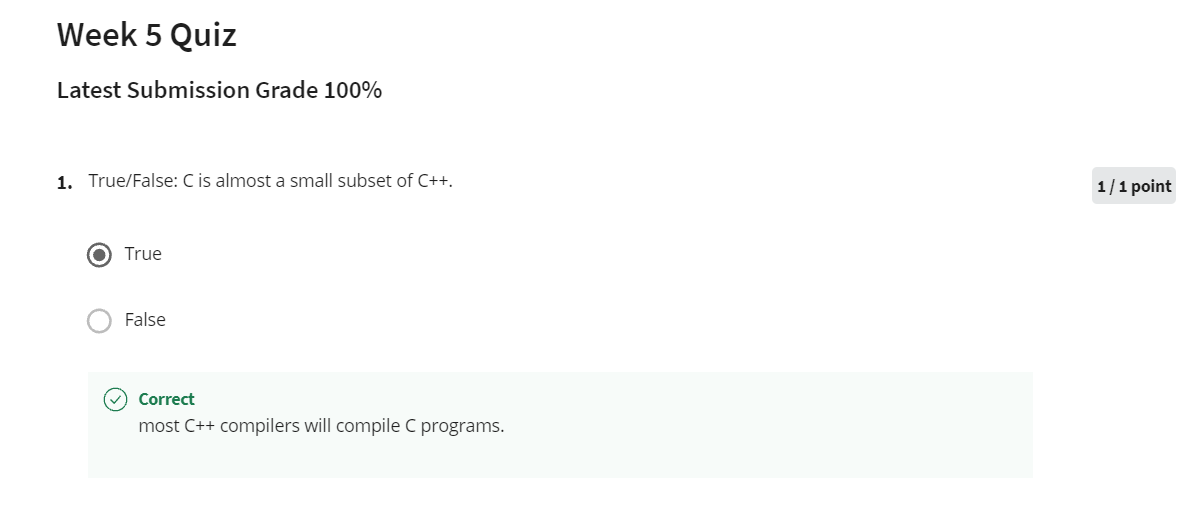 Week 5 Quiz
Latest Submission Grade 100%
1. True/False: C is almost a small subset of C++.
1 / 1 point
True
False
Correct
most C++ compilers will compile C programs.